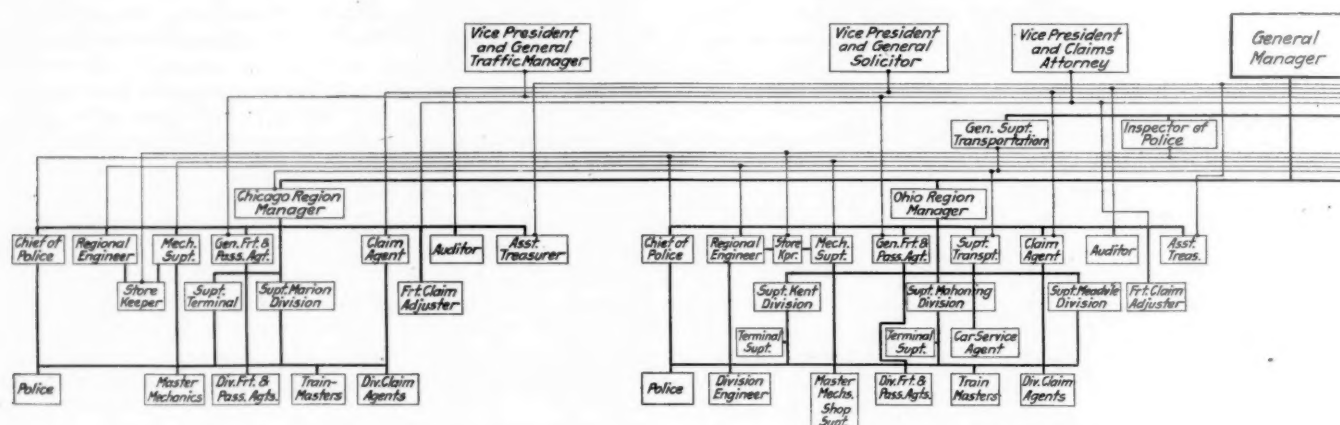 Vice President
and General
Traffic Manager
Vice President
and General
Solicitor
Vice President
and Claims
Attorney
General
Manager
Gen. Supt.
Transportation
Inspector of
Police
Chicago Region
Manager
Ohio Region
Manager
Chief of
Police
Regional
Engineer
Mech.
Supt.
Gen. Frt. &
Pass. Agt.
Claim
Agent
Auditor
Asst.
Treasurer
Chief of
Police
Regional
Engineer
Store
Kpr.
Mech.
Supt.
Gen. Frt. &
Pass. Agt.
Supt.
Transpt.
Claim
Agent
Auditor
Asst.
Treas.
Store
Keeper
Supt.
Terminal
Supt. Marion
Division
Frt. Claim
Adjuster
Supt. Kent
Division
Supt. Mahoning
Division
Supt. Meadville
Division
Frt. Claim
Adjuster
Terminal
Supt.
Terminal
Supt.
Car Service
Agent
Police
Master
Mechanics
Div. Frt. &
Pass. Agts.
Train-
Masters
Div. Claim
Agents
Police
Division
Engineer
Master
Mechs.
Shop
Supt.
Div. Frt. &
Pass. Agts.
Train
Masters
Div. Claim
Agents